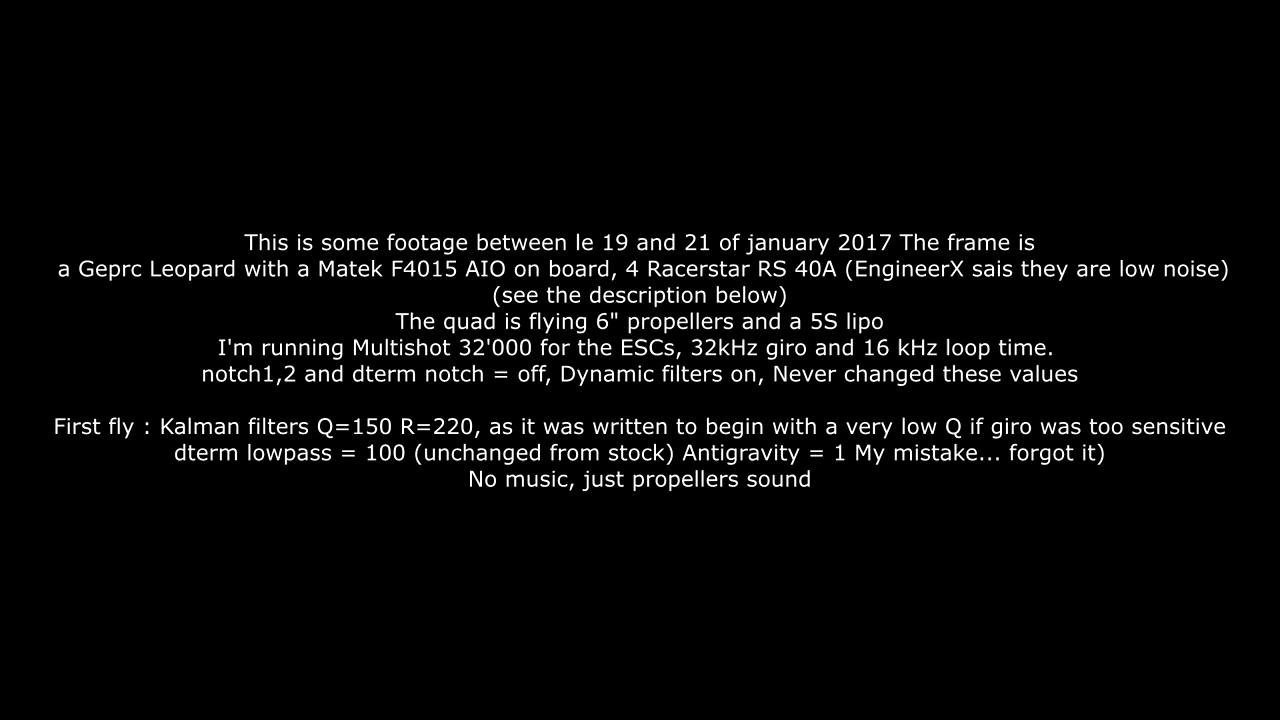 This is some footage between le 19 and 21 of january 2017 The frame is
a Geprc Leopard with a Matek F4015 AIO on board, 4 Racerstar RS 40A (EngineerX sais they are low noise)
(see the description below)
The quad is flying 6" propellers and a 5S lipo
I'm running Multishot 32'000 for the ESCs, 32kHz giro and 16 kHz loop time.
notch1,2 and dterm notch = off, Dynamic filters on, Never changed these values
First fly : Kalman filters Q=150 R=220, as it was written to begin with a very low Q if giro was too sensitive
dterm lowpass = 100 (unchanged from stock) Antigravity = 1 My mistake... forgot it)
No music, just propellers sound